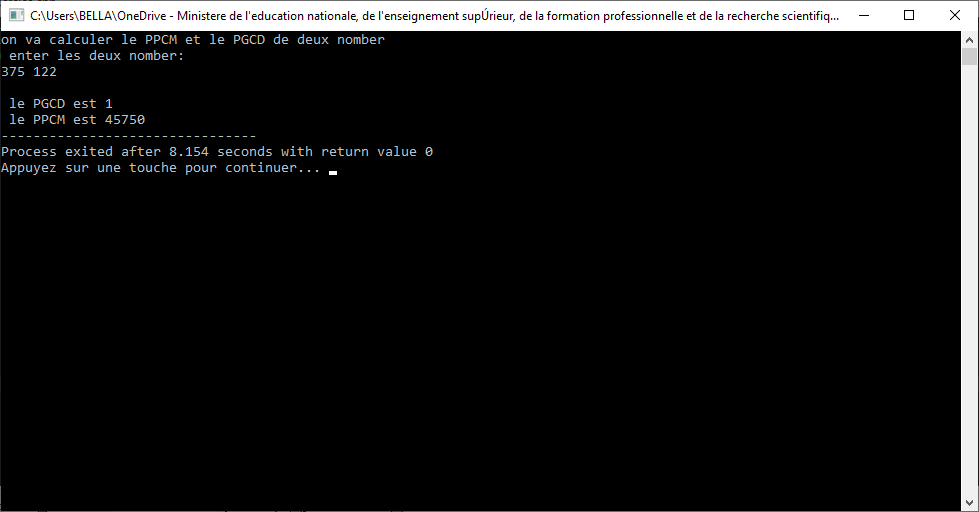 C:\Users\BELLA\OneDrive - Ministere de l'education nationale, de l'enseignement supÚrieur, de la formation professionnelle et de la recherche scientifiq...
on va calculer le PPCM et le PGCD de deux nomber
enter les deux nomber:
375 122
le PGCD est 1
le PPCM est 45750
--------------------------------
Process exited after 8.154 seconds with return value 0
Appuyez sur une touche pour continuer...